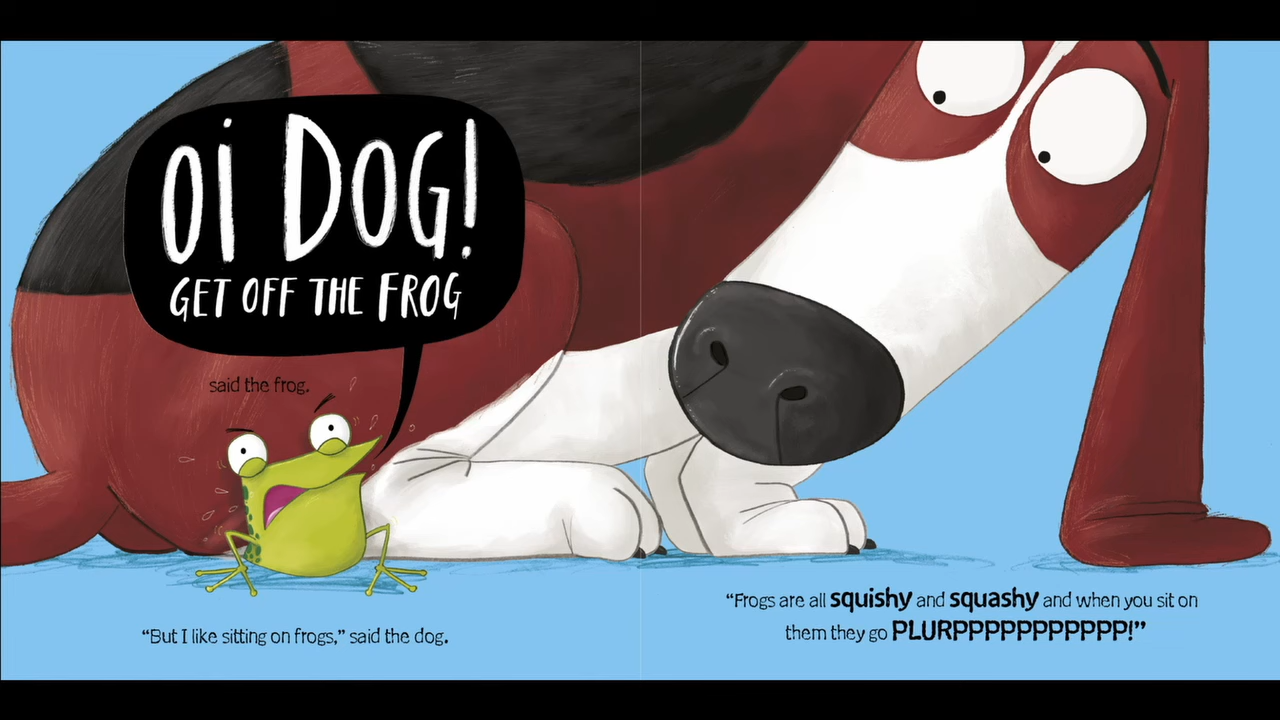 Oi DOG!
GET OFF THE FROG
said the frog.
“But I like sitting on frogs,” said the dog.
“Frogs are all squishy and squashy and when you sit on
them they go PLURPPPPPPPPPPP!”